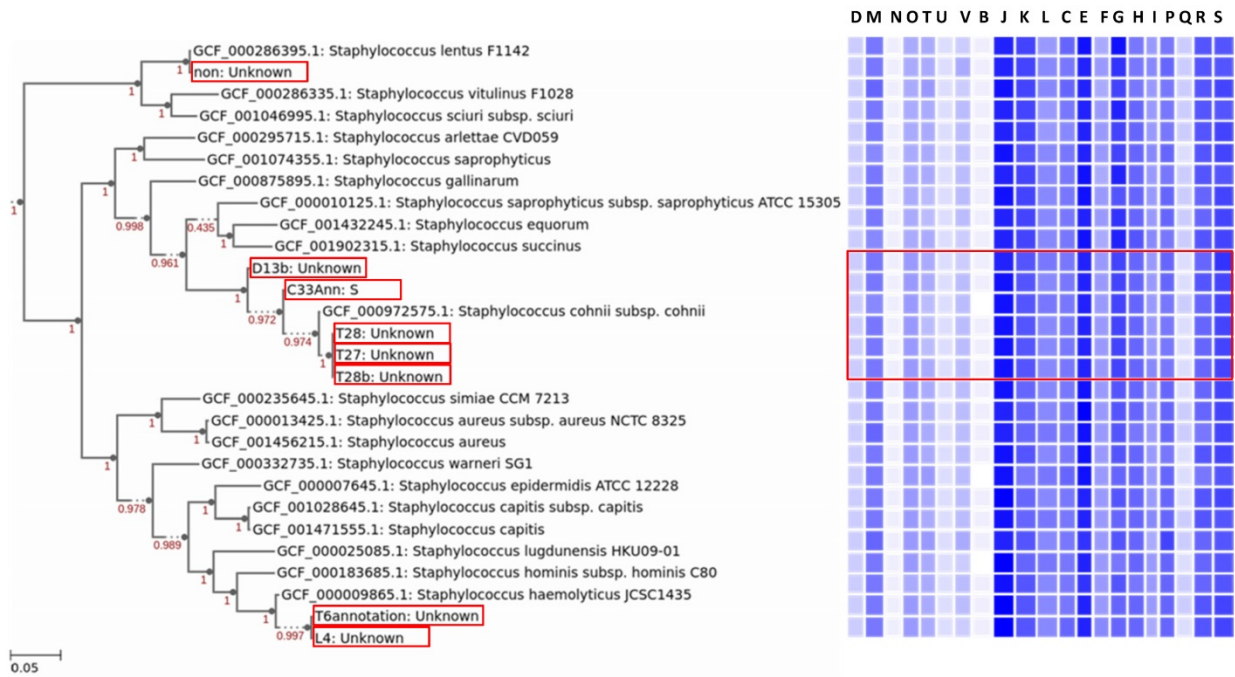 D M N O T U V B J K L C E F G H I P Q R S
GCF_000286395.1: Staphylococcus lentus F1142
1
non: Unknown
1
GCF_000286335.1: Staphylococcus vitulinus F1028
1
GCF_001046995.1: Staphylococcus sciuri subsp. sciuri
GCF_000295715.1: Staphylococcus arlettae CVD059
1
GCF_001074355.1: Staphylococcus saprophyticus
1
GCF_000875895.1: Staphylococcus gallinarum
1
GCF_000010125.1: Staphylococcus saprophyticus subsp. saprophyticus ATCC 15305
0.998
0.435
GCF_001432245.1: Staphylococcus equorum
1
GCF_001902315.1: Staphylococcus succinus
0.961
D13b: Unknown
1
C33Ann: S
0.972
GCF_000972575.1: Staphylococcus cohnii subsp. cohnii
1
T28: Unknown
0.974
T27: Unknown
1
T28b: Unknown
GCF_000235645.1: Staphylococcus simiae CCM 7213
1
GCF_000013425.1: Staphylococcus aureus subsp. aureus NCTC 8325
1
GCF_001456215.1: Staphylococcus aureus
1
GCF_000332735.1: Staphylococcus warneri SG1
GCF_000007645.1: Staphylococcus epidermidis ATCC 12228
0.978
1
GCF_001028645.1: Staphylococcus capitis subsp. capitis
1
GCF_001471555.1: Staphylococcus capitis
0.989
GCF_000025085.1: Staphylococcus lugdunensis HKU09-01
1
GCF_000183685.1: Staphylococcus hominis subsp. hominis C80
1
GCF_000009865.1: Staphylococcus haemolyticus JCSC1435
1
T6annotation: Unknown
0.997
L4: Unknown
0.05